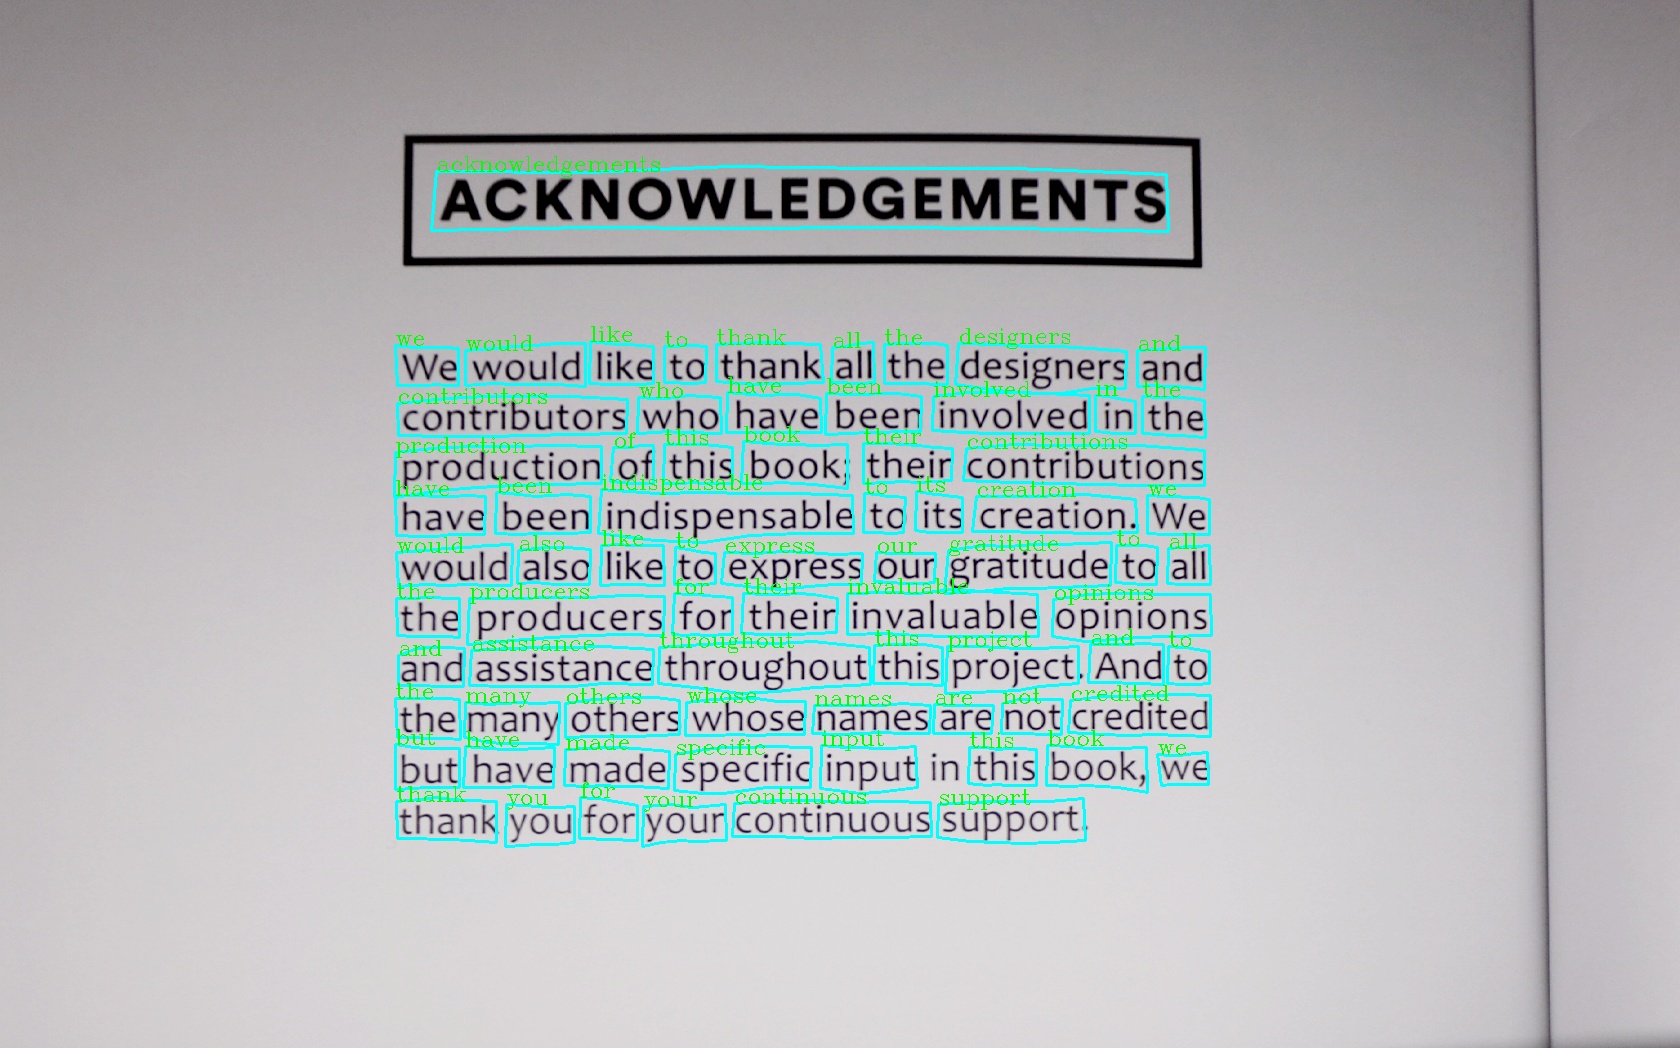 ACKNOWLEDGEMENTS
We would like to thank all the designers and
contributors who have been involved in the
production of this book; their contributions
have been indispensable to its creation. We
would also like to express our gratitude to all
the producers for their invaluable opinions
and assistance throughout this project. And to
the many others whose names are not credited
but have made specific input in this book, we
thank you for your continuous support.